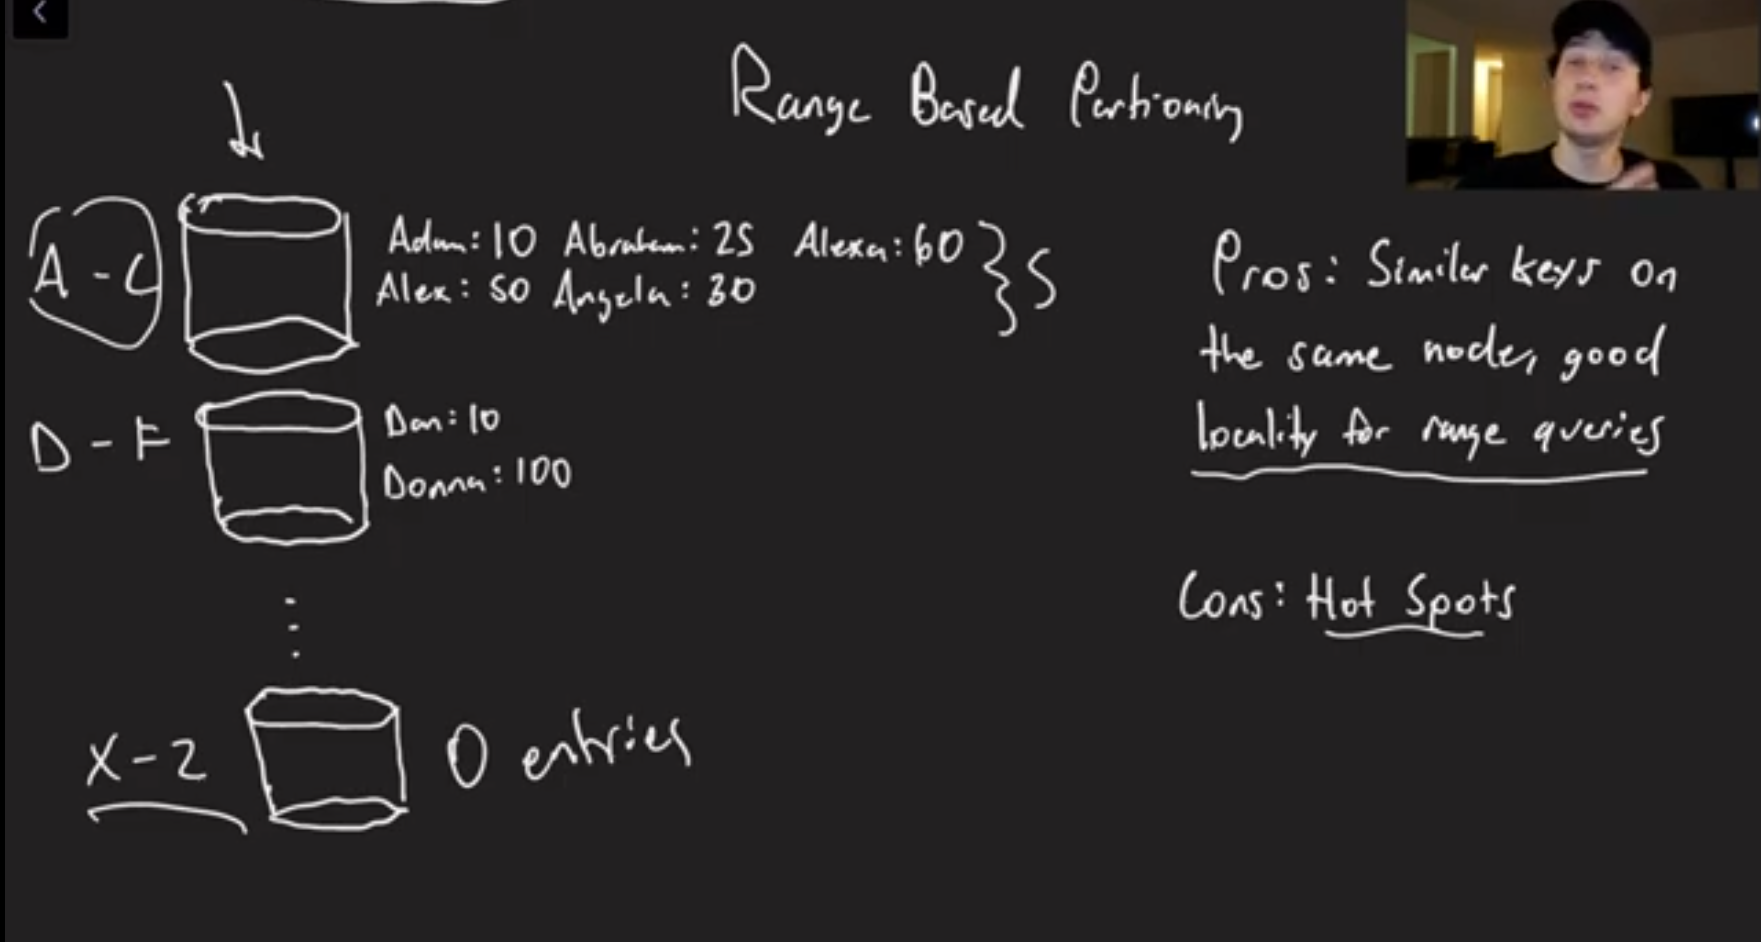 Range Based Partioning
A - C
Adam: 10 Abraham: 25 Alexa: 60 } 5
Alex: 50 Angela: 30
D - F
Dan: 10
Donna: 100
X - Z
0 entries
Pros: Similar keys on
the same node, good
locality for range queries
Cons: Hot Spots